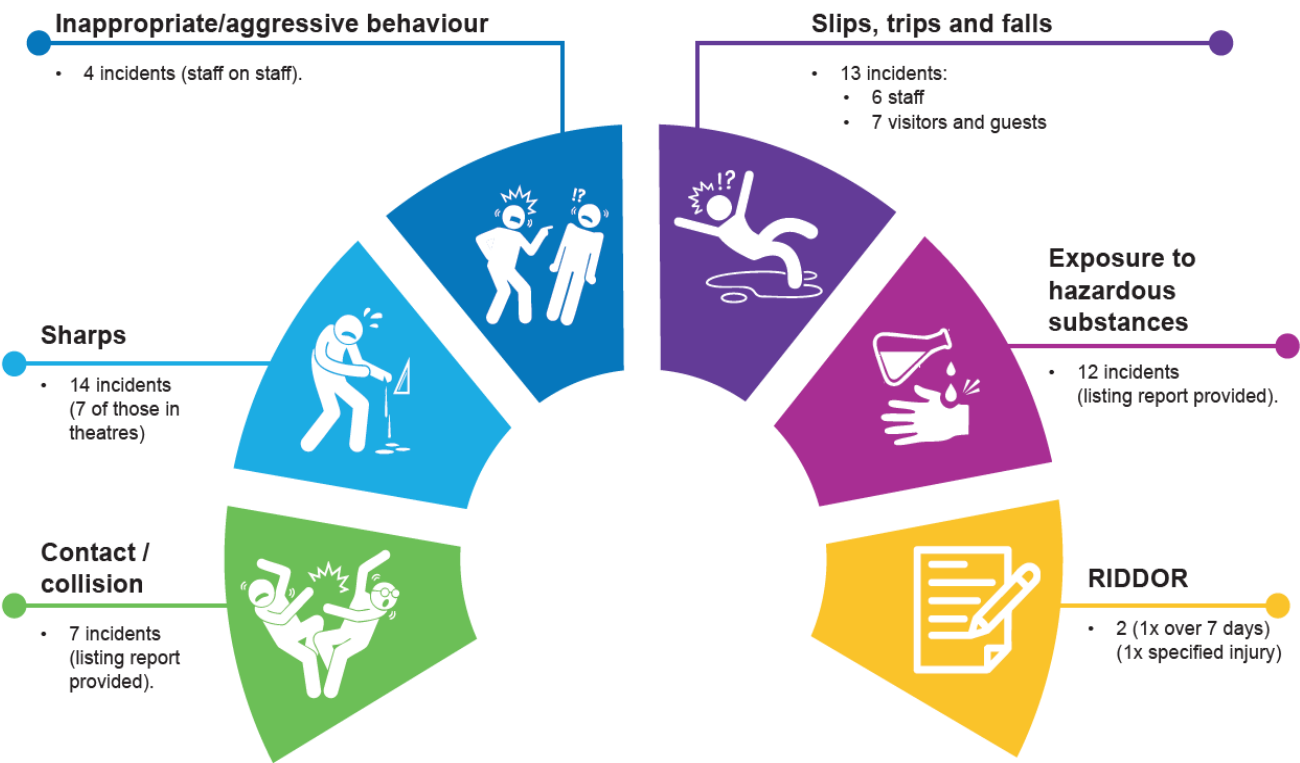 Inappropriate/aggressive behaviour
• 4 incidents (staff on staff).
Slips, trips and falls
• 13 incidents:
• 6 staff
• 7 visitors and guests
!?
!?
Sharps
• 14 incidents
(7 of those in
theatres)
Exposure to
hazardous
substances
• 12 incidents
(listing report provided).
Contact /
collision
• 7 incidents
(listing report
provided).
RIDDOR
• 2 (1x over 7 days)
(1x specified injury)